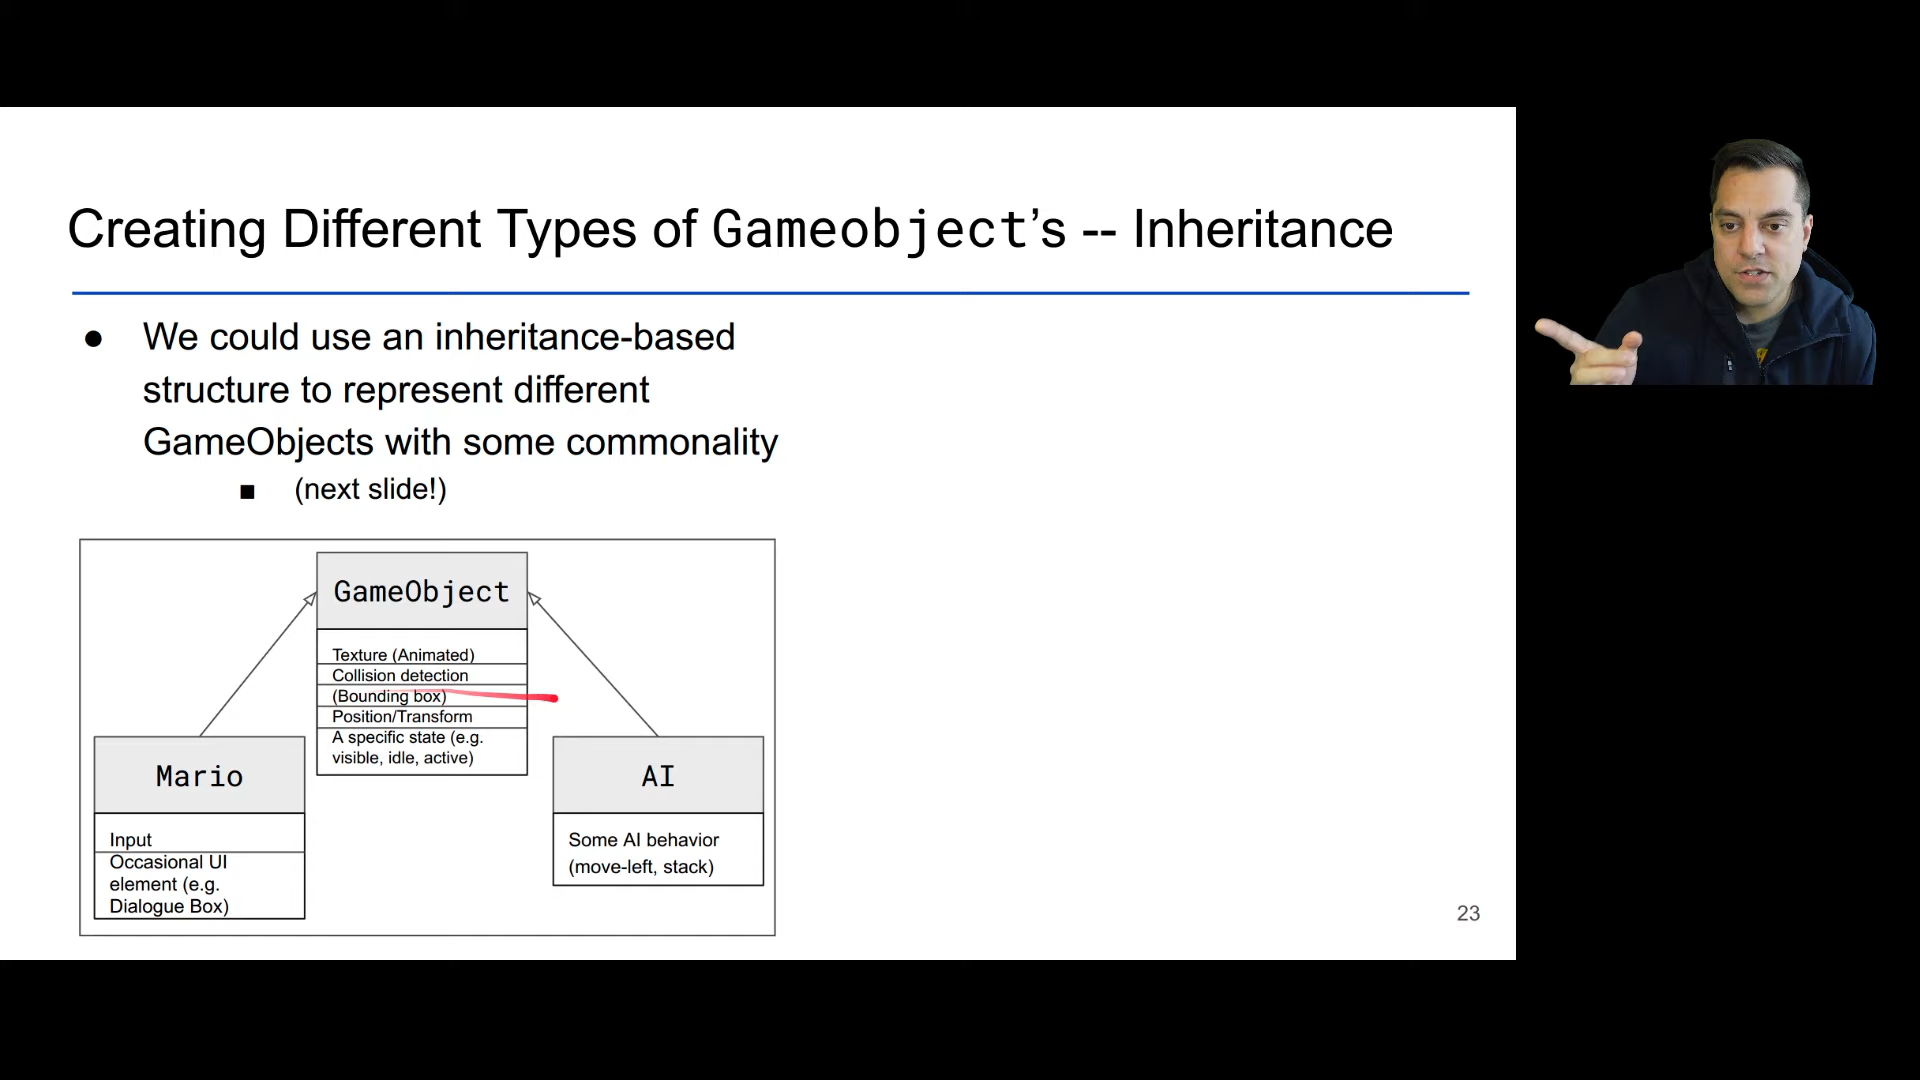 Creating Different Types of Gameobject’s -- Inheritance
● We could use an inheritance-based
structure to represent different
GameObjects with some commonality
■ (next slide!)
GameObject
Texture (Animated)
Collision detection
(Bounding box)
Position/Transform
A specific state (e.g.
visible, idle, active)
Mario
Input
Occasional UI
element (e.g.
Dialogue Box)
AI
Some AI behavior
(move-left, stack)
23